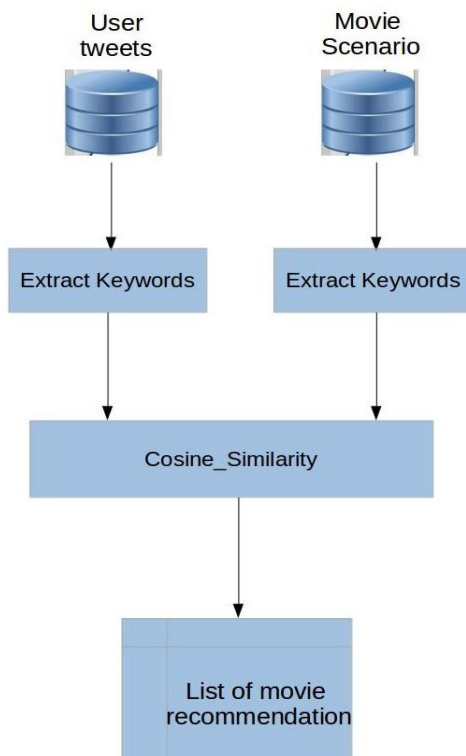 User
tweets
Movie
Scenario
Extract Keywords
Extract Keywords
Cosine_Similarity
List of movie
recommendation